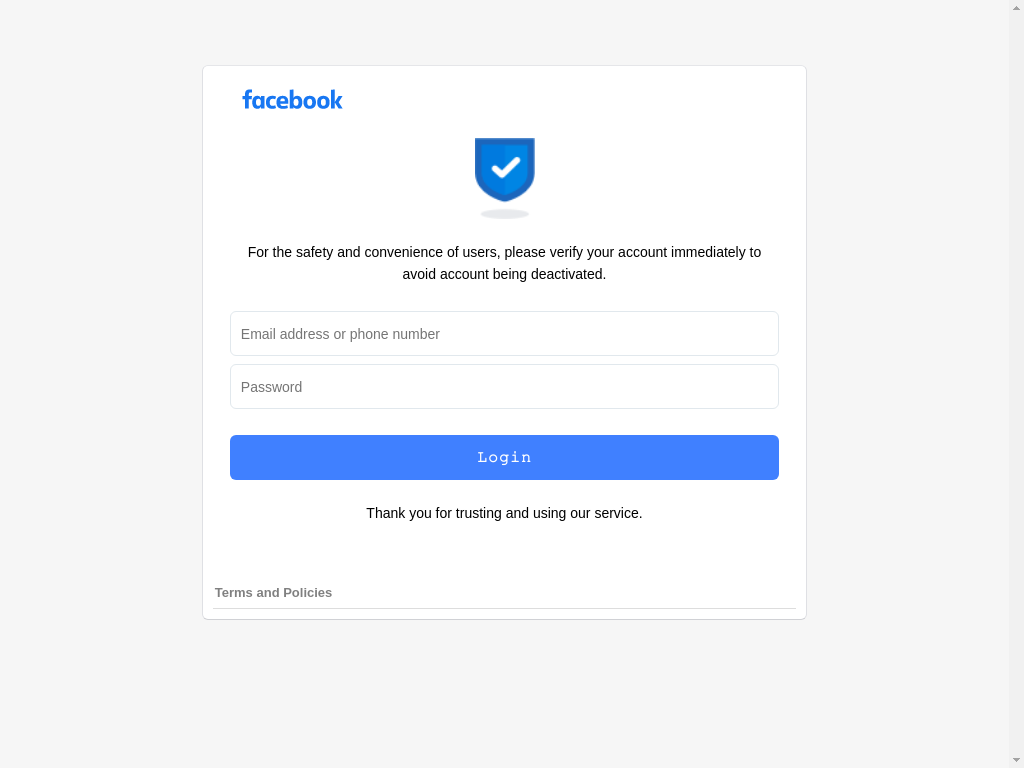 facebook
For the safety and convenience of users, please verify your account immediately to
avoid account being deactivated.
Email address or phone number
Password
Login
Thank you for trusting and using our service.
Terms and Policies